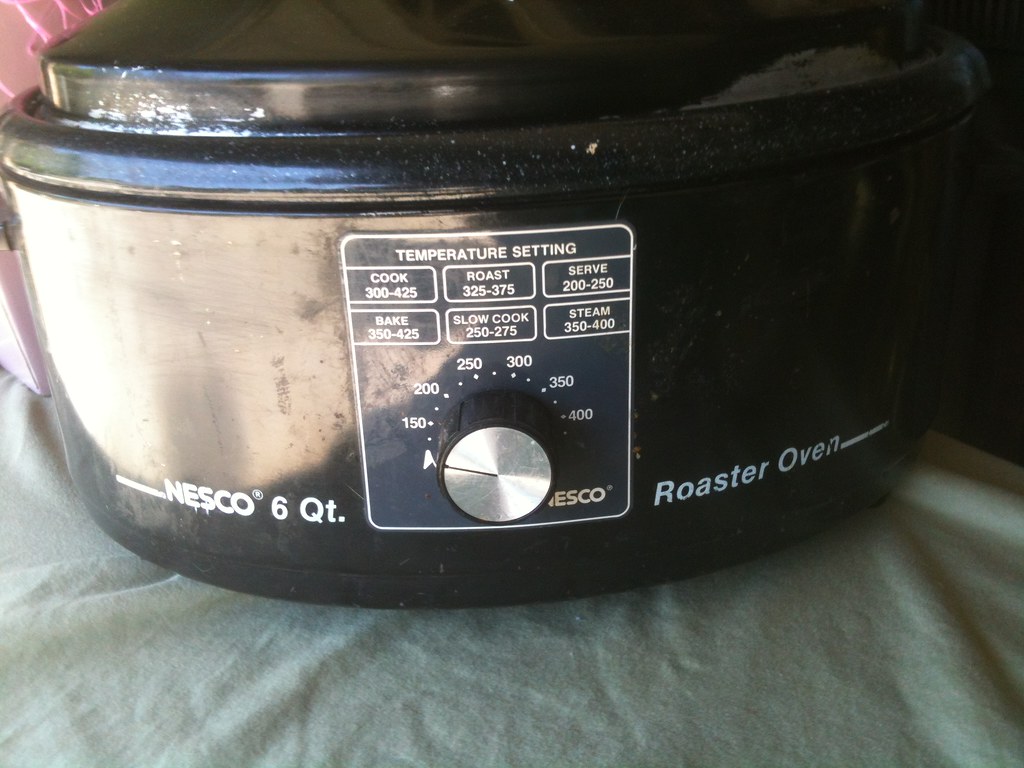 TEMPERATURE SETTING
COOK
300-425
ROAST
325-375
SERVE
200-250
BAKE
350-425
SLOW COOK
250-275
STEAM
350-400
250
300
200
350
150
400
NESCO® 6 Qt.
NESCO®
Roaster Oven